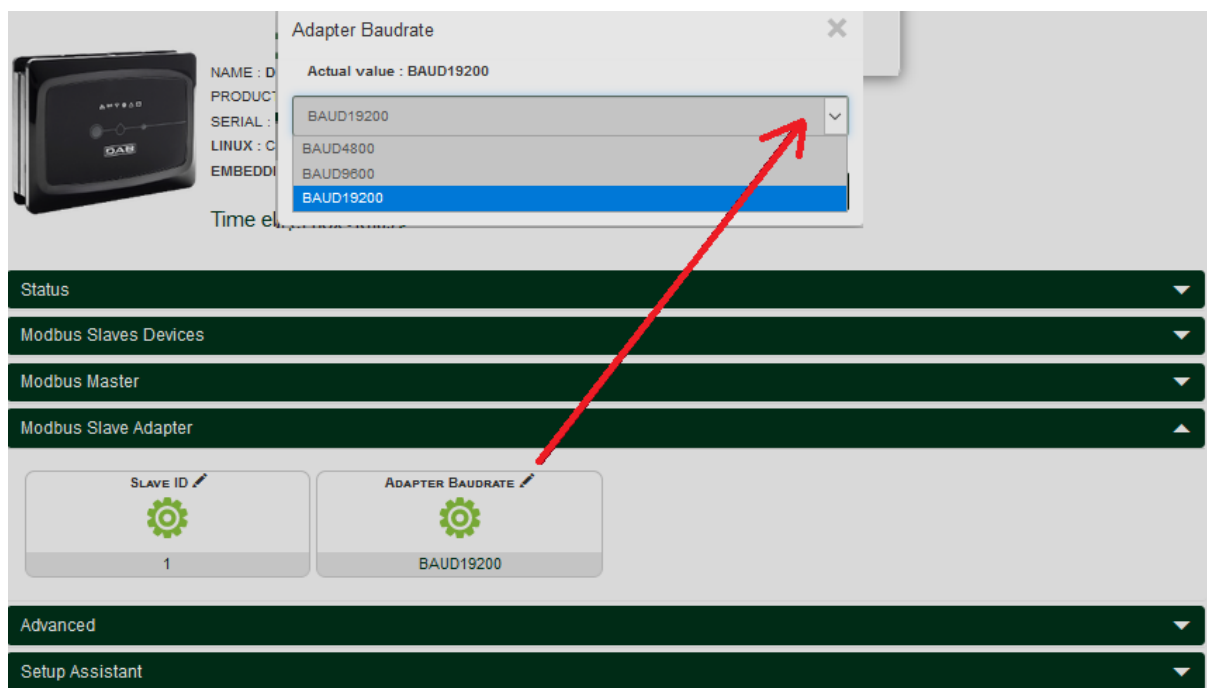 Adapter Baudrate
Actual value : BAUD19200
BAUD19200
BAUD4800
BAUD9600
BAUD19200
NAME : D
PRODUCT
SERIAL :
LINUX : C
EMBEDDI
DAB
Time el
Status
Modbus Slaves Devices
Modbus Master
Modbus Slave Adapter
SLAVE ID
ADAPTER BAUDRATE
1
BAUD19200
Advanced
Setup Assistant